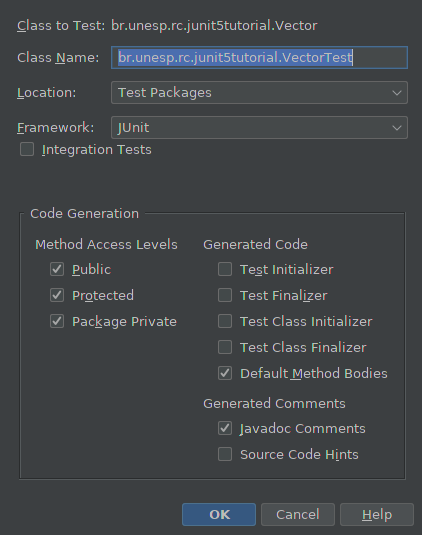 Class to Test: br.unesp.rc.junit5tutorial.Vector
Class Name: br.unesp.rc.junit5tutorial.VectorTest
Location: Test Packages
Framework: JUnit
Integration Tests
Code Generation
Method Access Levels
Public
Protected
Package Private
Generated Code
Test Initializer
Test Finalizer
Test Class Initializer
Test Class Finalizer
Default Method Bodies
Generated Comments
Javadoc Comments
Source Code Hints
OK
Cancel
Help